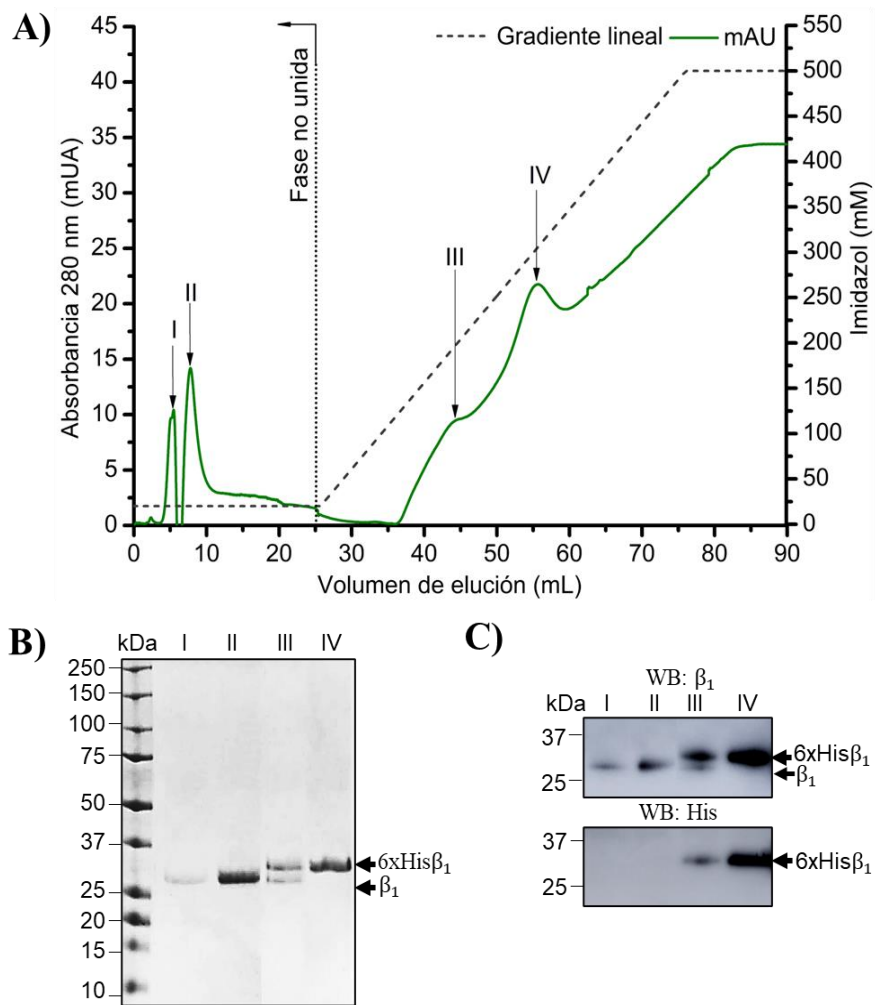 A)
Gradiente lineal
mAU
Fase no unida
I
II
III
IV
Absorbancia 280 nm (mUA)
45
40
35
30
25
20
15
10
5
0
Imidazol (mM)
550
500
450
400
350
300
250
200
150
100
50
0
0 10 20 30 40 50 60 70 80 90
Volumen de elución (mL)
B)
kDa I II III IV
250
150
100
75
50
37
25
20
15
10
6xHisβ₁
β₁
C)
WB: β₁
kDa I II III IV
37
25
6xHisβ₁
β₁
WB: His
37
25
6xHisβ₁